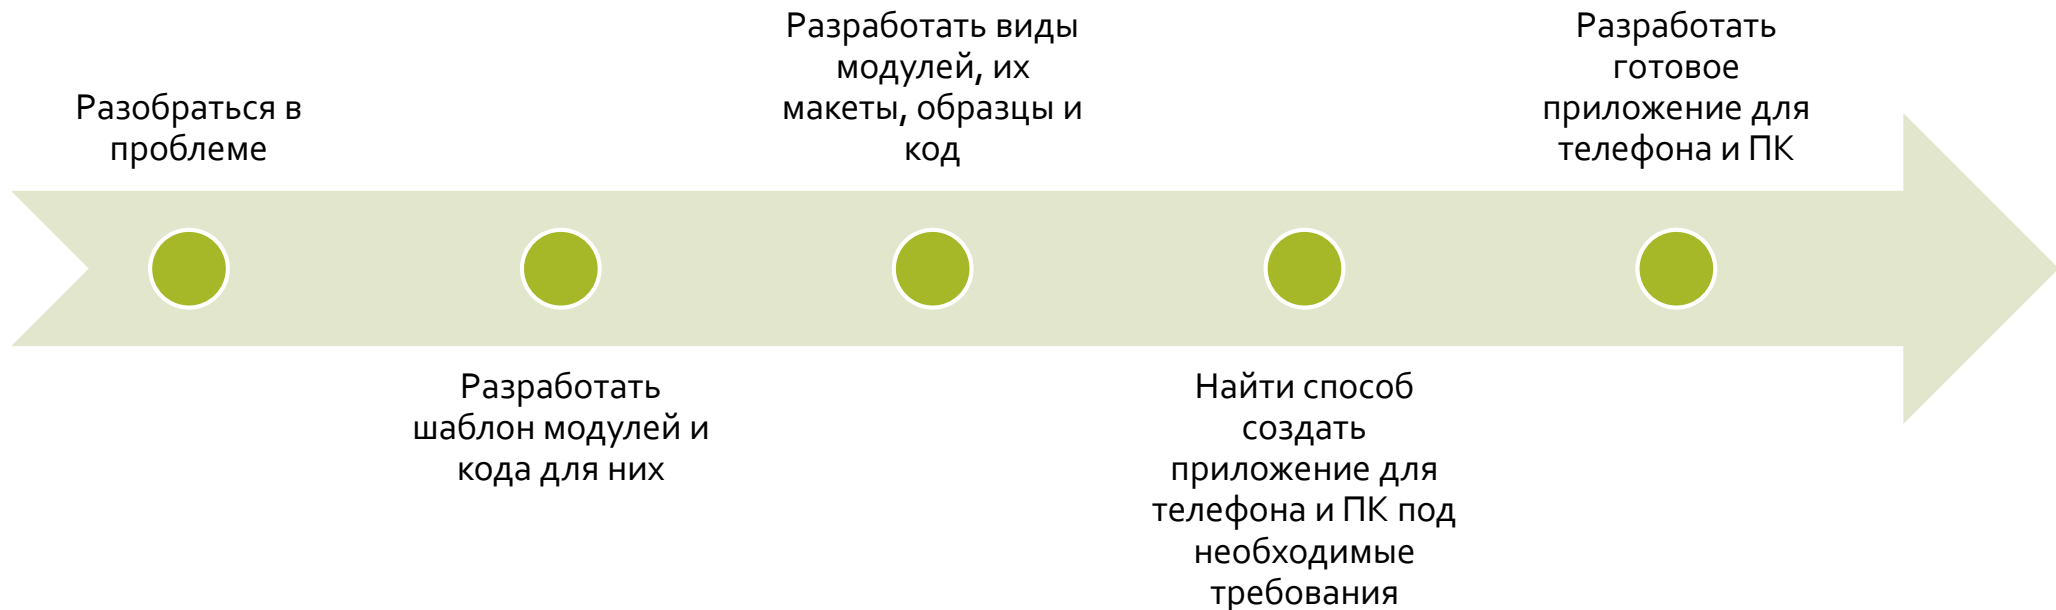 Разобраться в
проблеме
Разработать
шаблон модулей и
кода для них
Разработать виды
модулей, их
макеты, образцы и
код
Найти способ
создать
приложение для
телефона и ПК под
необходимые
требования
Разработать
готовое
приложение для
телефона и ПК